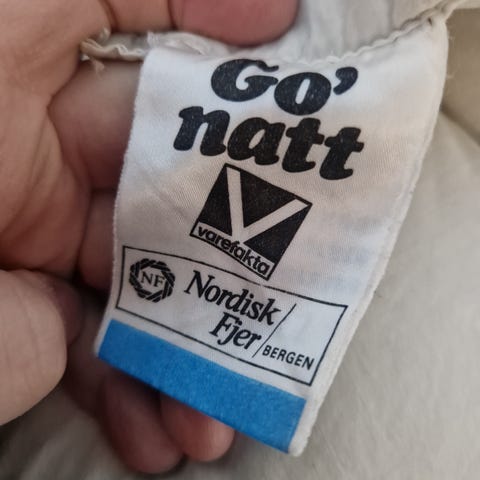 Go'
natt
varefakta
NF
Nordisk
Fjer
BERGEN